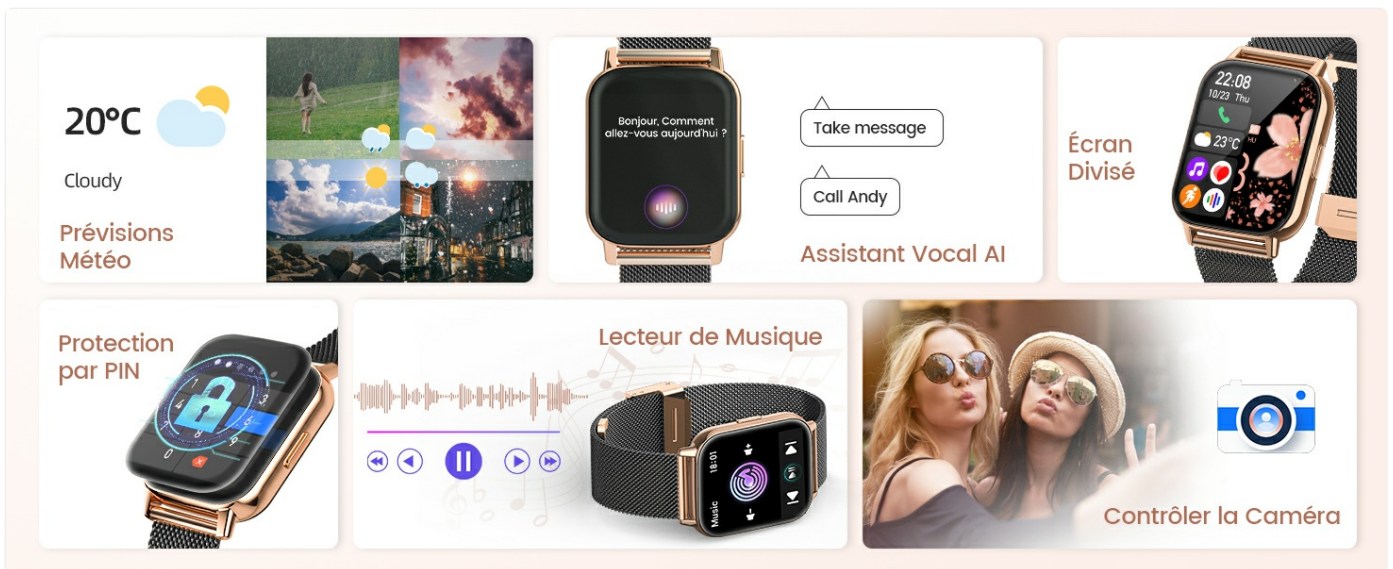 20°C
Cloudy
Prévisions
Météo
Bonjour, Comment
allez-vous aujourd'hui ?
Take message
Call Andy
Assistant Vocal AI
Écran
Divisé
22:08
10/23 Thu
23°C
Protection
par PIN
Lecteur de Musique
18:01
Music
Contrôler la Caméra